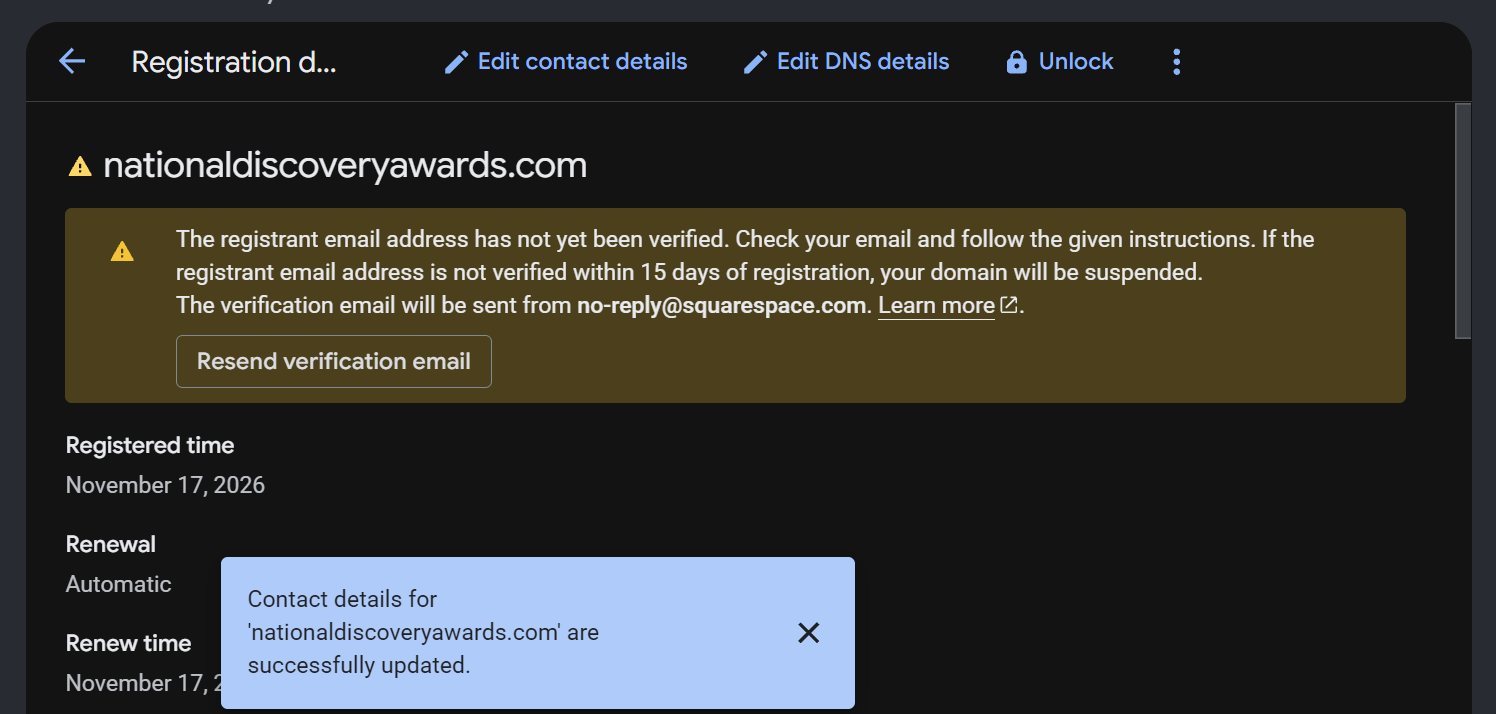 Registration d...
Edit contact details
Edit DNS details
Unlock
nationaldiscoveryawards.com
The registrant email address has not yet been verified. Check your email and follow the given instructions. If the
registrant email address is not verified within 15 days of registration, your domain will be suspended.
The verification email will be sent from no-reply@squarespace.com. Learn more.
Resend verification email
Registered time
November 17, 2026
Renewal
Automatic
Renew time
November 17,
Contact details for
'nationaldiscoveryawards.com' are
successfully updated.